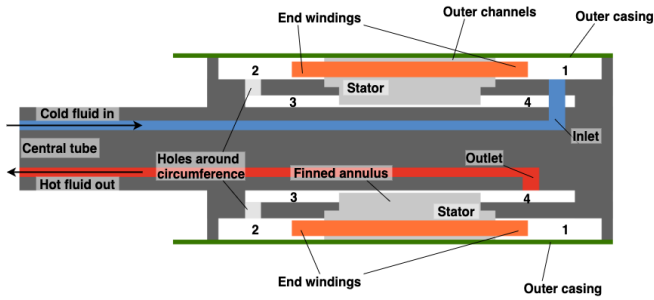 Outer channels
End windings
Outer casing
2
1
Stator
3
4
Cold fluid in
Inlet
Central tube
Holes around
circumference
Outlet
Finned annulus
Hot fluid out
3
4
Stator
2
1
End windings
Outer casing